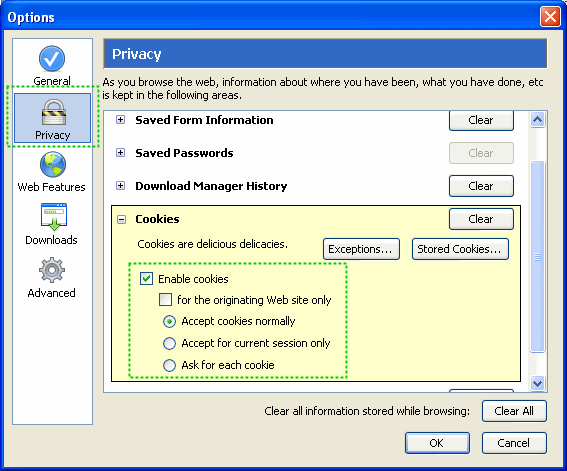 Options
General
Privacy
Web Features
Downloads
Advanced
Privacy
As you browse the web, information about where you have been, what you have done, etc
is kept in the following areas.
Saved Form Information Clear
Saved Passwords Clear
Download Manager History Clear
Cookies Clear
Cookies are delicious delicacies. Exceptions... Stored Cookies...
Enable cookies
for the originating Web site only
Accept cookies normally
Accept for current session only
Ask for each cookie
Clear all information stored while browsing: Clear All
OK Cancel